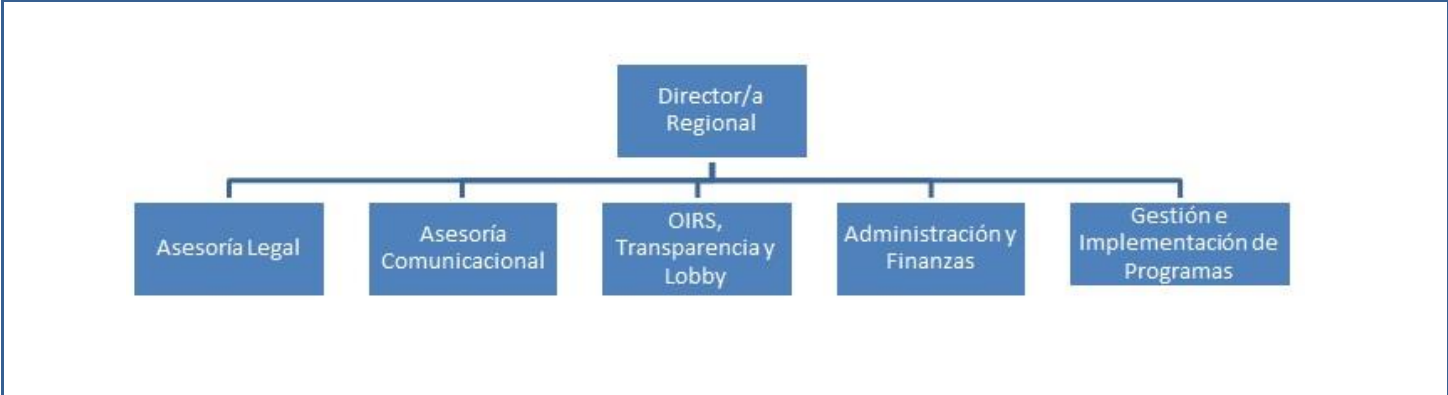 Director/a
Regional
Asesoría Legal
Asesoría
Comunicacional
OIRS,
Transparencia y
Lobby
Administración y
Finanzas
Gestión e
Implementación de
Programas